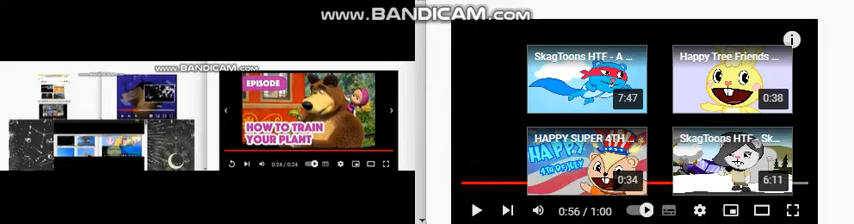 www.BANDICAM.com
www.BANDICAM.com
EPISODE
HOW TO TRAIN
YOUR PLANT
0:24 / 0:24
SkagToons HTF - A ...
7:47
Happy Tree Friends ...
0:38
HAPPY SUPER 4TH ...
HAPPY
4TH OF JULY
0:34
SkagToons HTF - Sk...
6:11
0:56 / 1:00